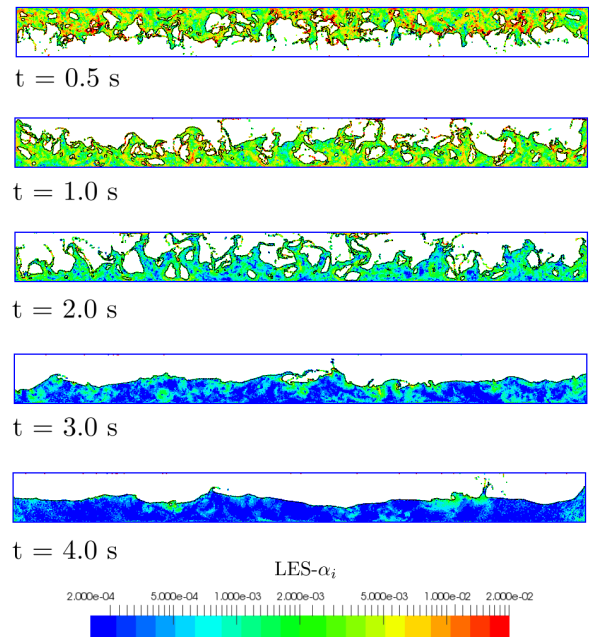 t = 0.5 s
t = 1.0 s
t = 2.0 s
t = 3.0 s
t = 4.0 s
LES-αᵢ
2.000e-04 5.000e-04 1.000e-03 2.000e-03 5.000e-03 1.000e-02 2.000e-02